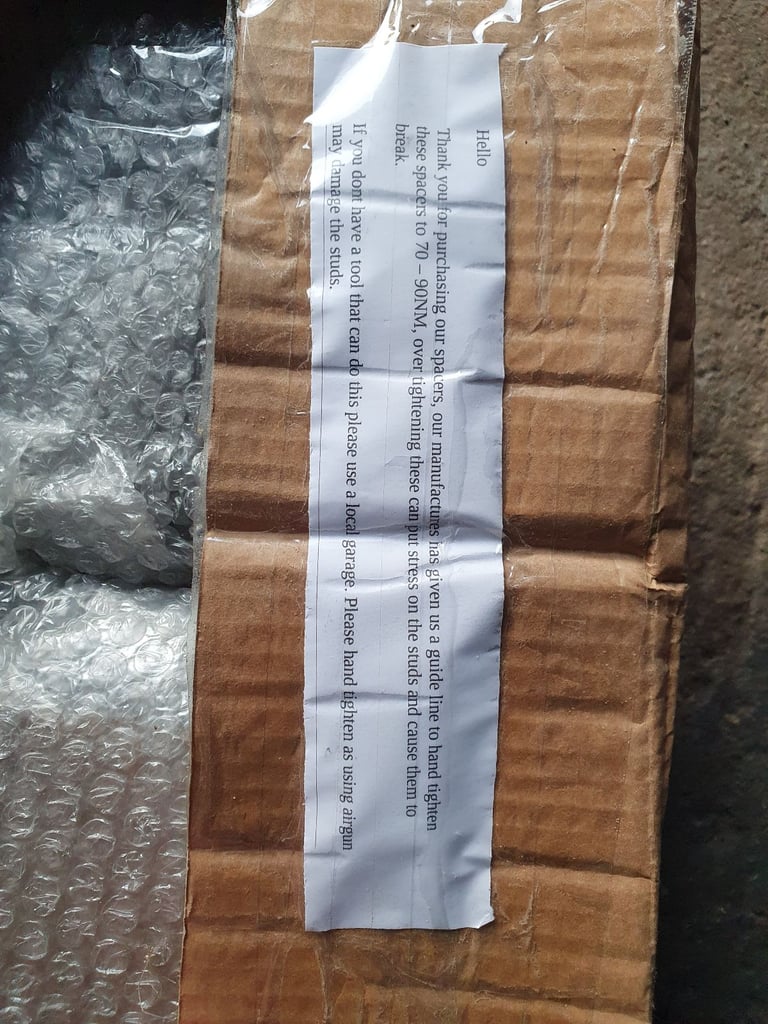 Hello
Thank you for purchasing our spacers, our manufactures has given us a guide line to hand tighten
these spacers to 70 – 90NM, over tightening these can put stress on the studs and cause them to
break.
If you dont have a tool that can do this please use a local garage. Please hand tighten as using airgun
may damage the studs.